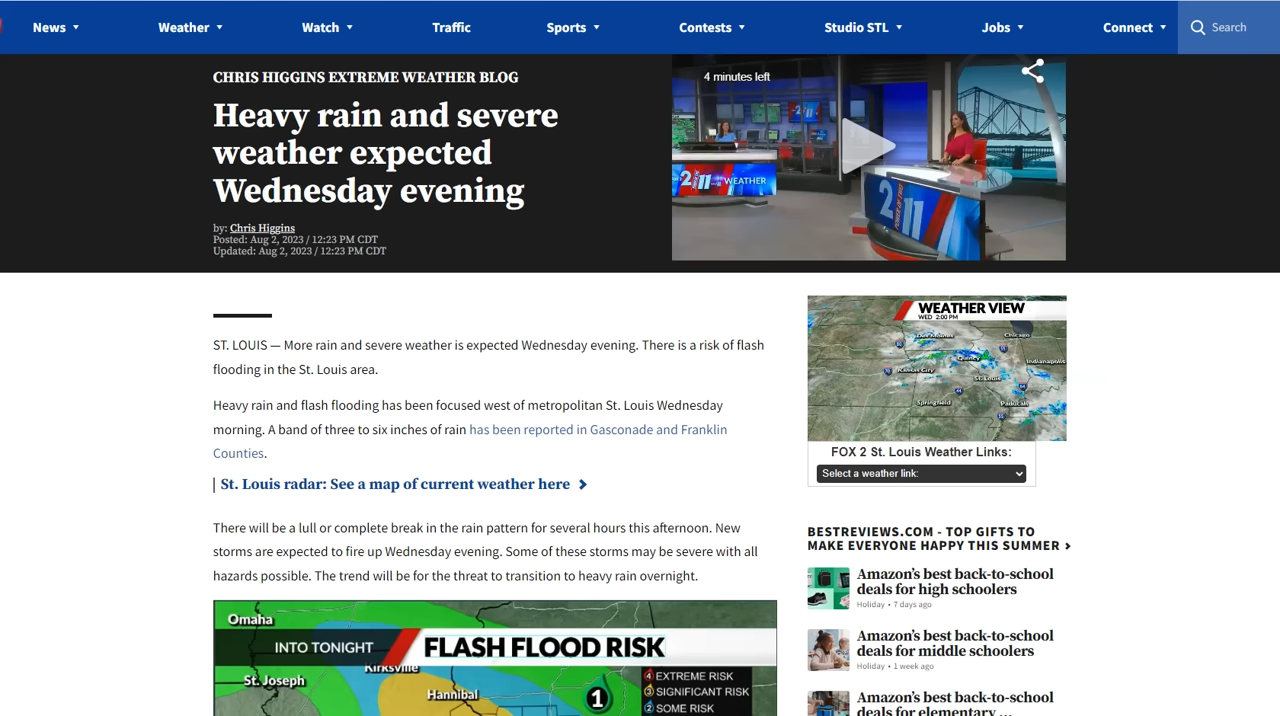 News
Weather
Watch
Traffic
Sports
Contests
Studio STL
Jobs
Connect
Search
CHRIS HIGGINS EXTREME WEATHER BLOG
Heavy rain and severe
weather expected
Wednesday evening
by: Chris Higgins
Posted: Aug 2, 2023 / 12:23 PM CDT
Updated: Aug 2, 2023 / 12:23 PM CDT
4 minutes left
2 11 WEATHER
2 11
ST. LOUIS — More rain and severe weather is expected Wednesday evening. There is a risk of flash
flooding in the St. Louis area.
Heavy rain and flash flooding has been focused west of metropolitan St. Louis Wednesday
morning. A band of three to six inches of rain has been reported in Gasconade and Franklin
Counties.
| St. Louis radar: See a map of current weather here
There will be a lull or complete break in the rain pattern for several hours this afternoon. New
storms are expected to fire up Wednesday evening. Some of these storms may be severe with all
hazards possible. The trend will be for the threat to transition to heavy rain overnight.
Omaha
INTO TONIGHT FLASH FLOOD RISK
Kirksville
St. Joseph
Hannibal
1
4 EXTREME RISK
3 SIGNIFICANT RISK
2 SOME RISK
WEATHER VIEW
WED 2:00 PM
Des Moines
Chicago
Quincy
Indianapolis
Kansas City
St. Louis
Springfield
Paducah
FOX 2 St. Louis Weather Links:
Select a weather link:
BESTREVIEWS.COM - TOP GIFTS TO
MAKE EVERYONE HAPPY THIS SUMMER ›
Amazon’s best back-to-school
deals for high schoolers
Holiday • 7 days ago
Amazon’s best back-to-school
deals for middle schoolers
Holiday • 1 week ago
Amazon’s best back-to-school
deals for elementary ...